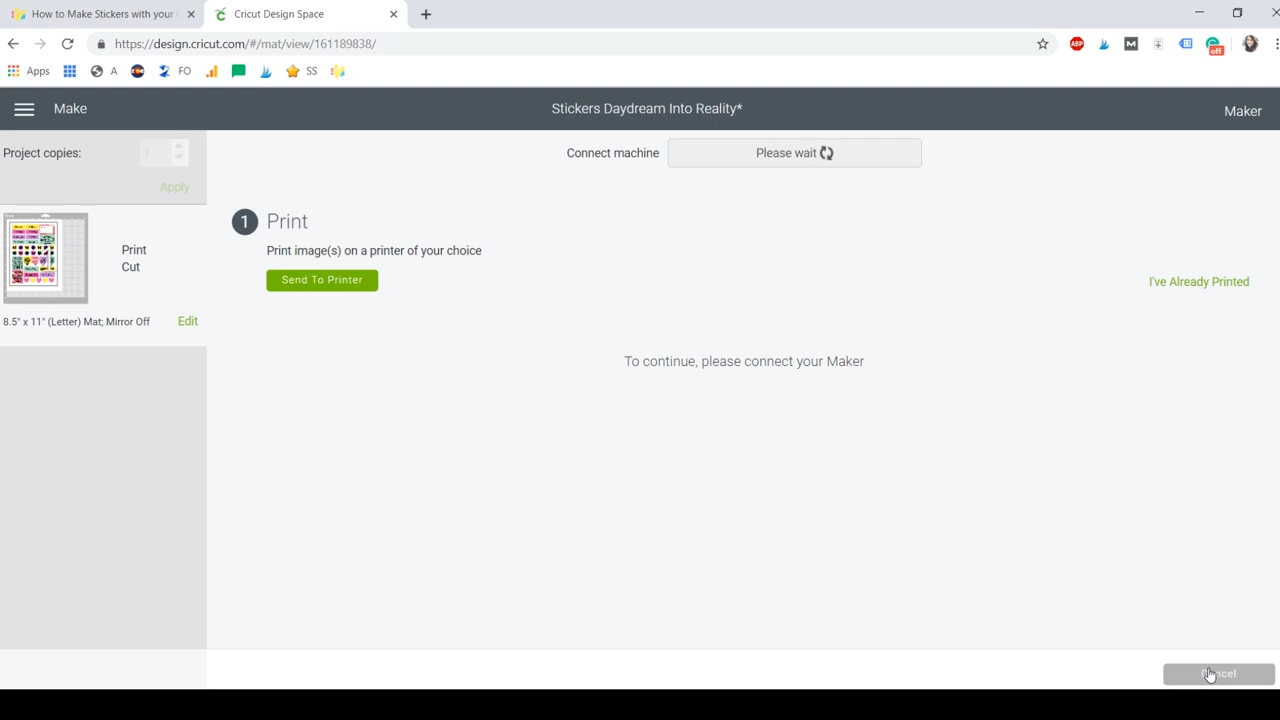 How to Make Stickers with your
Cricut Design Space
https://design.cricut.com/#/mat/view/161189838/
ABP
M
off
Apps
A
FO
SS
Make
Stickers Daydream Into Reality*
Maker
Project copies:
1
Connect machine
Please wait
Apply
1 Print
Print
Cut
Print image(s) on a printer of your choice
Send To Printer
I've Already Printed
8.5" x 11" (Letter) Mat; Mirror Off
Edit
To continue, please connect your Maker